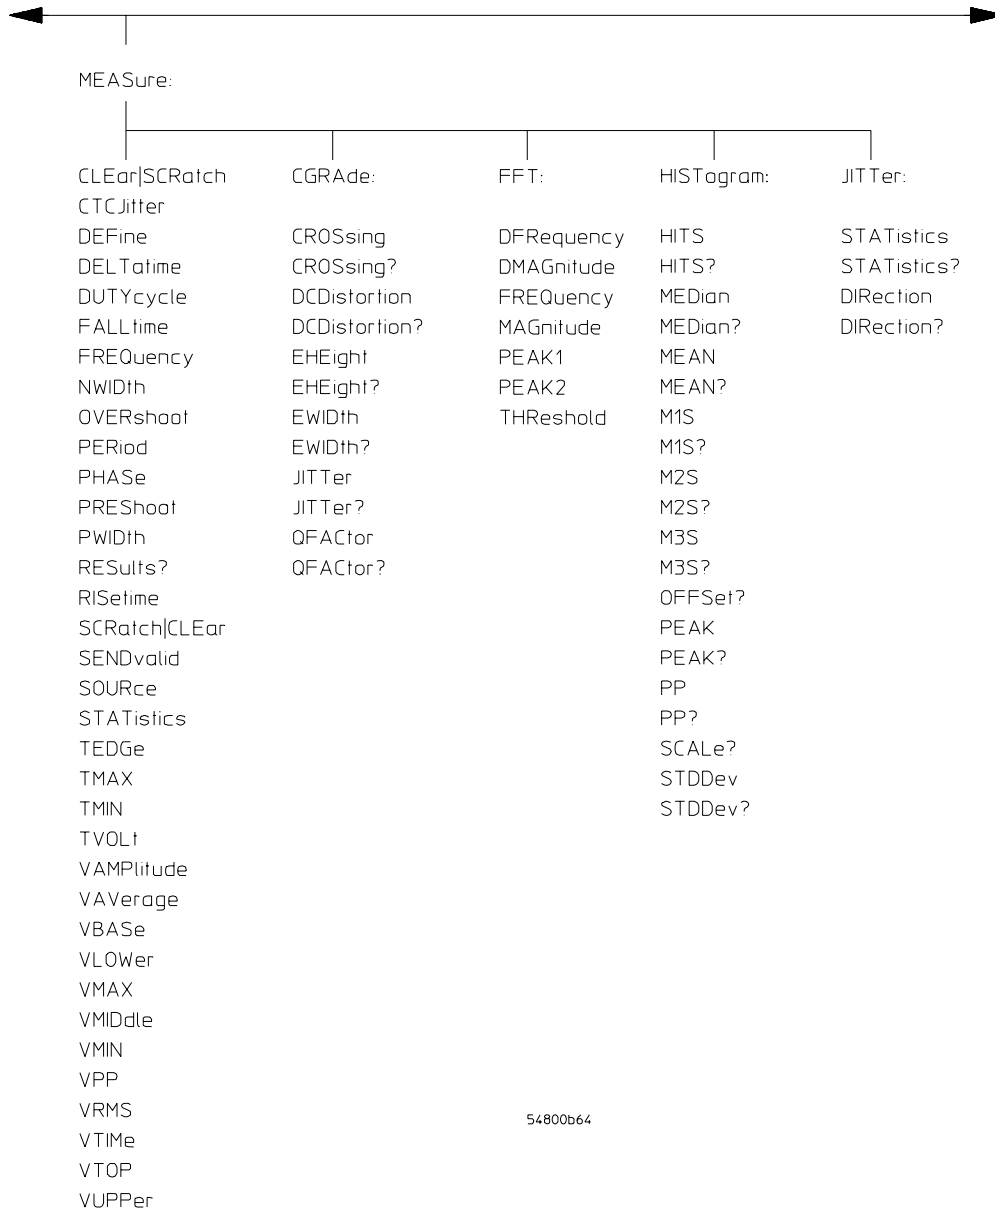 MEASure:
CLEar|SCRatch CGRAde: FFT: HISTogram: JITTer:
CTCJitter
DEFine CROSsing DFRequency HITS STATistics
DELTatime CROSsing? DMAGnitude HITS? STATistics?
DUTYcycle DCDistortion FREQuency MEDian DIRection
FALLtime DCDistortion? MAGnitude MEDian? DIRection?
FREQuency EHEight PEAK1 MEAN
NWIDth EHEight? PEAK2 MEAN?
OVERshoot EWIDth THReshold M1S
PERiod EWIDth? M1S?
PHASe JITTer M2S
PREShoot JITTer? M2S?
PWIDth QFACtor M3S
RESults? QFACtor? M3S?
RISetime OFFSet?
SCRatch|CLEar PEAK
SENDvalid PEAK?
SOURce PP
STATistics PP?
TEDGe SCALe?
TMAX STDDev
TMIN STDDev?
TVOLt
VAMPlitude
VAVerage
VBASe
VLOWer
VMAX
VMIDdle
VMIN
VPP
VRMS 54800b64
VTIMe
VTOP
VUPPer